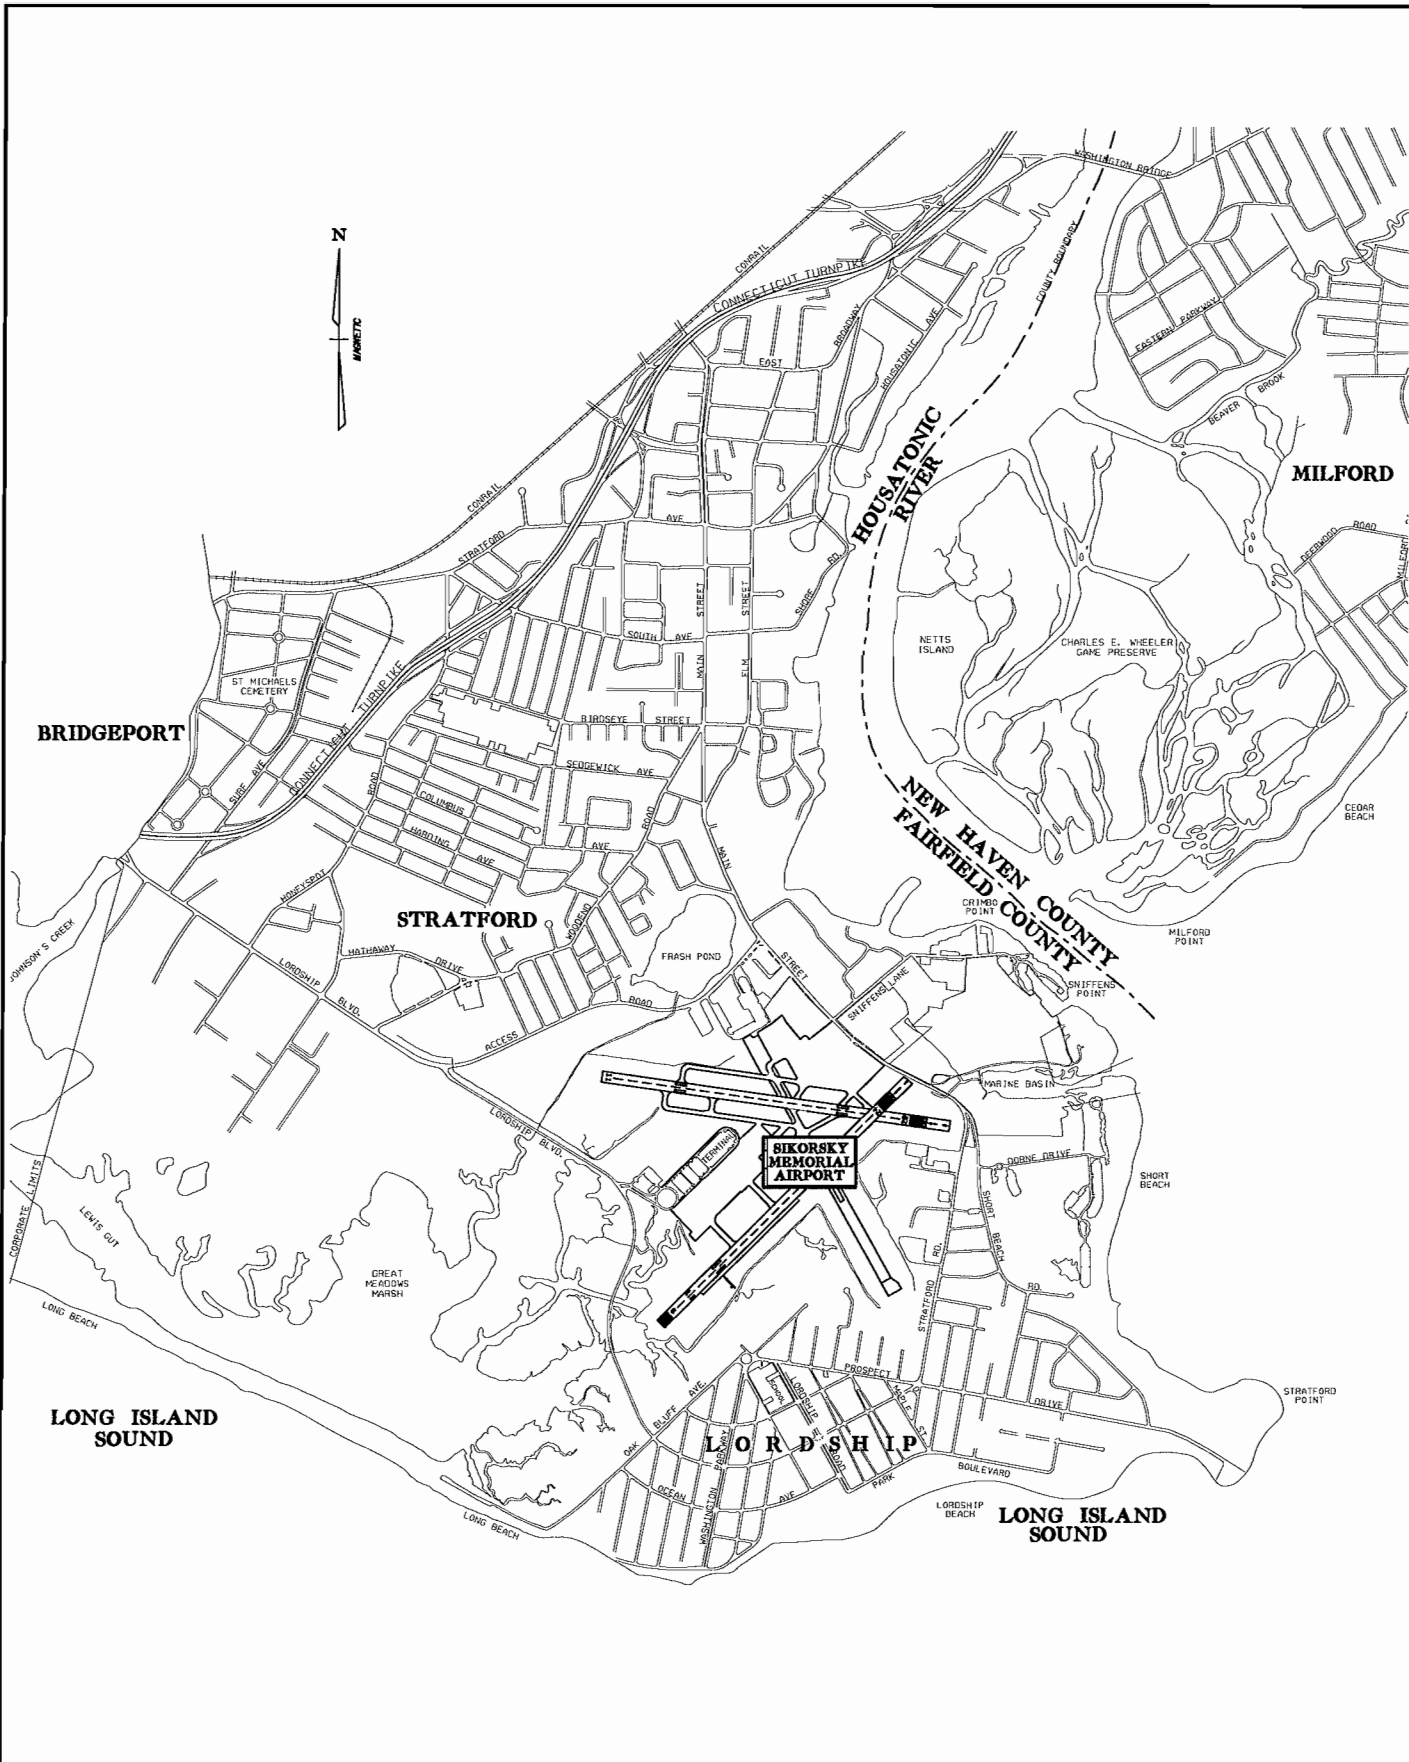 WASHINGTON BRIDGE
N
MAGNETIC
CONRAIL
COUNTY BOUNDARY
CONNECTICUT TURNPIKE
BROADWAY
EASTERN PARKWAY
HOUSATONIC AVE
EAST
BROOK
BEAVER
HOUSATONIC
RIVER
MILFORD
CONRAIL
AVE
STRATFORD
DEERWOOD ROAD
MILFORD
RD.
SHORE
STREET
STREET
SOUTH AVE
MAIN
ELM
NETTS
ISLAND
CHARLES E. WHEELER
GAME PRESERVE
ST MICHAELS
CEMETERY
TURNPIKE
CONNECTICUT
BRIDGEPORT
BIRDSEYE STREET
SURF AVE
SEDGEWICK AVE
ROAD
COLUMBUS
HARDING AVE
AVE
ROAD
MAIN
NEW HAVEN COUNTY
FAIRFIELD COUNTY
CEDAR
BEACH
HONEYSPOT
STRATFORD
WOODEND
CRIMBO
POINT
MILFORD
POINT
JOHNSON'S CREEK
HATHAWAY DRIVE
FRASH POND
STREET
LORDSHIP BLVD.
SNIFFENS LANE
SNIFFENS
POINT
ROAD
ACCESS
MARINE BASIN
LORDSHIP BLVD.
TERMINAL
SIKORSKY
MEMORIAL
AIRPORT
DORNE DRIVE
SHORT
BEACH
CORPORATE LIMITS
LEWIS GUT
SHORT BEACH
RD.
RD.
STRATFORD
GREAT
MEADOWS
MARSH
LONG BEACH
PROSPECT
DRIVE
STRATFORD
POINT
SCHOOL
LORDSHIP
ROAD
MAPLE ST
OAK BLUFF AVE.
LONG ISLAND
SOUND
LORDSHIP
PARKWAY
WASHINGTON
OCEAN AVE
PARK
BOULEVARD
LORDSHIP
BEACH
LONG ISLAND
SOUND
LONG BEACH